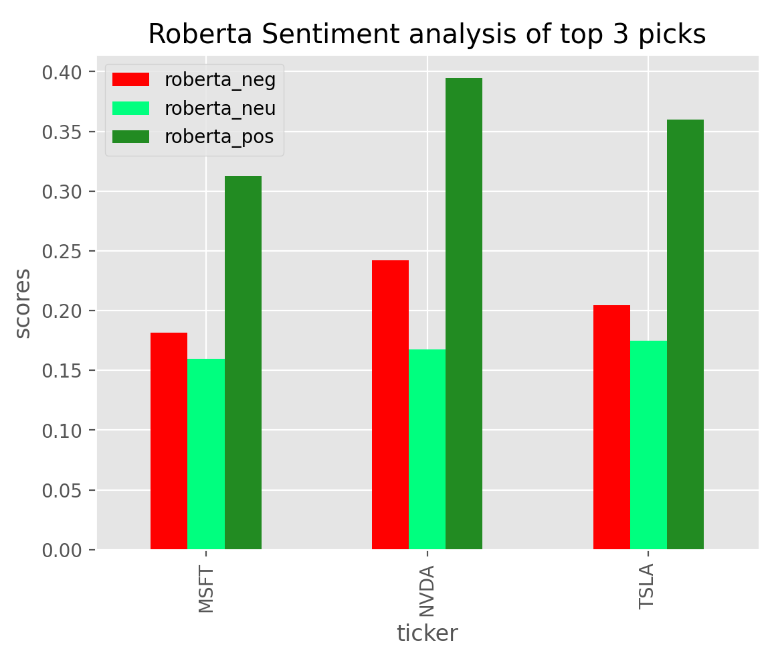 Roberta Sentiment analysis of top 3 picks
roberta_neg
roberta_neu
roberta_pos
0.40
0.35
0.30
0.25
0.20
0.15
0.10
0.05
0.00
scores
MSFT
NVDA
TSLA
ticker